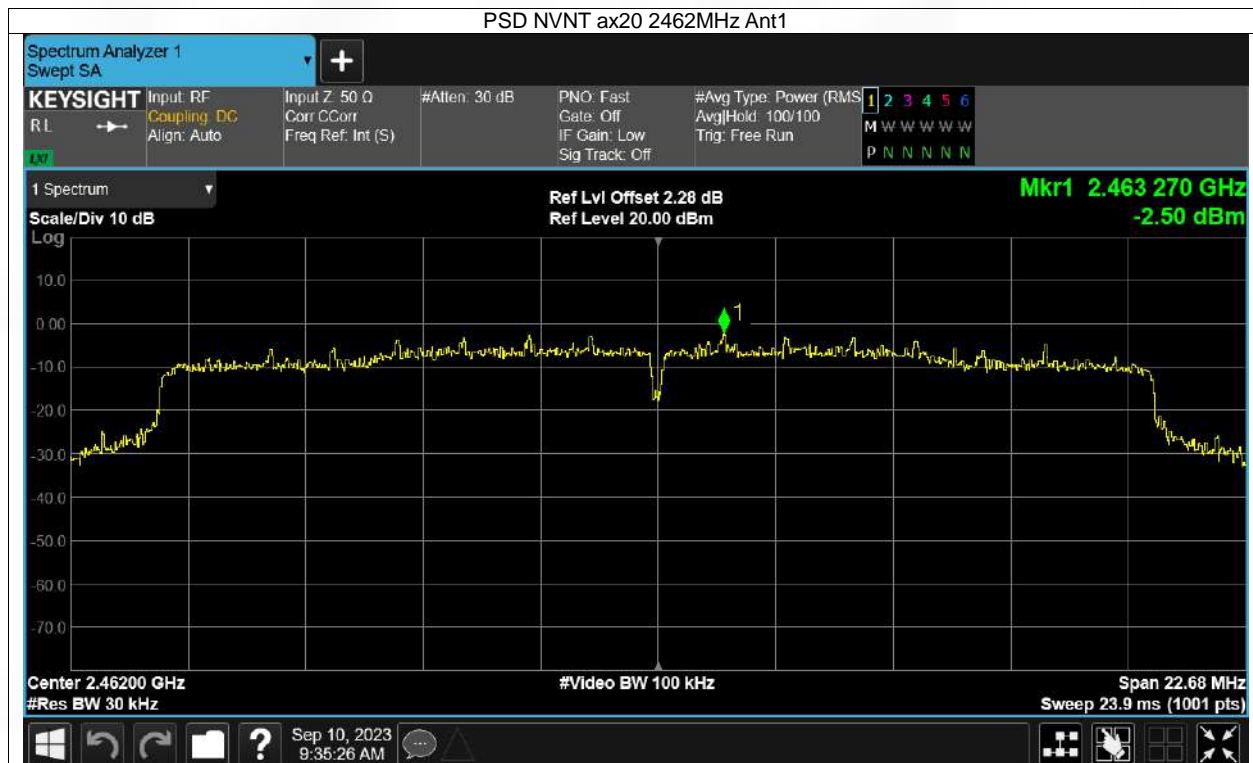 PSD NVNT ax20 2462MHz Ant1
Spectrum Analyzer 1
Swept SA
+
KEYSIGHT
RL
LXI
Input: RF
Coupling: DC
Align: Auto
Input Z: 50 Ω
Corr CCorr
Freq Ref: Int (S)
#Atten: 30 dB
PNO: Fast
Gate: Off
IF Gain: Low
Sig Track: Off
#Avg Type: Power (RMS
Avg|Hold: 100/100
Trig: Free Run
1 2 3 4 5 6
M W W W W W
P N N N N N
1 Spectrum
Scale/Div 10 dB
Ref Lvl Offset 2.28 dB
Ref Level 20.00 dBm
Mkr1 2.463 270 GHz
-2.50 dBm
Log
10.0
0.00
-10.0
-20.0
-30.0
-40.0
-50.0
-60.0
-70.0
1
Center 2.46200 GHz
#Res BW 30 kHz
#Video BW 100 kHz
Span 22.68 MHz
Sweep 23.9 ms (1001 pts)
?
Sep 10, 2023
9:35:26 AM